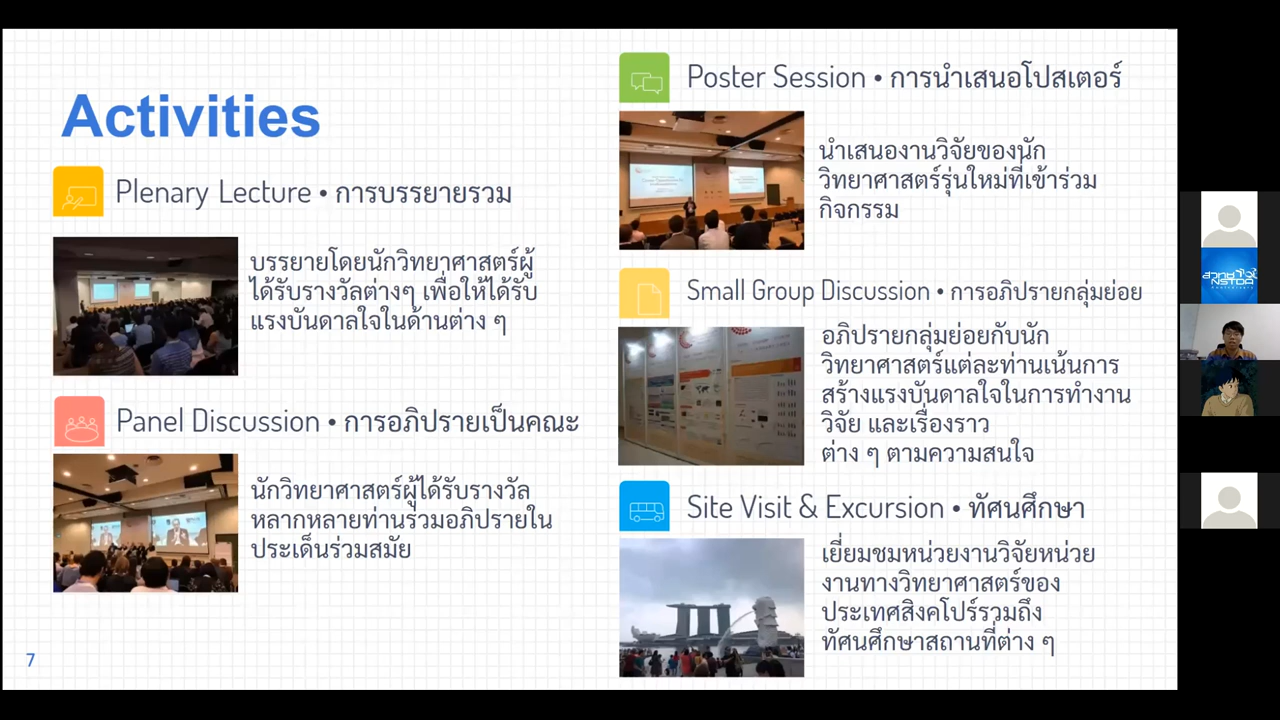 Activities
Plenary Lecture • การบรรยายรวม
บรรยายโดยนักวิทยาศาสตร์ผู้
ได้รับรางวัลต่างๆ เพื่อให้ได้รับ
แรงบันดาลใจในด้านต่าง ๆ
Panel Discussion • การอภิปรายเป็นคณะ
นักวิทยาศาสตร์ผู้ได้รับรางวัล
หลากหลายท่านร่วมอภิปรายใน
ประเด็นร่วมสมัย
7
Poster Session • การนำเสนอโปสเตอร์
นำเสนองานวิจัยของนัก
วิทยาศาสตร์รุ่นใหม่ที่เข้าร่วม
กิจกรรม
Small Group Discussion • การอภิปรายกลุ่มย่อย
อภิปรายกลุ่มย่อยกับนัก
วิทยาศาสตร์แต่ละท่านเน้นการ
สร้างแรงบันดาลใจในการทำงาน
วิจัย และเรื่องราว
ต่าง ๆ ตามความสนใจ
Site Visit & Excursion • ทัศนศึกษา
เยี่ยมชมหน่วยงานวิจัยหน่วย
งานทางวิทยาศาสตร์ของ
ประเทศสิงคโปร์รวมถึง
ทัศนศึกษาสถานที่ต่าง ๆ
สวทช
NSTDA